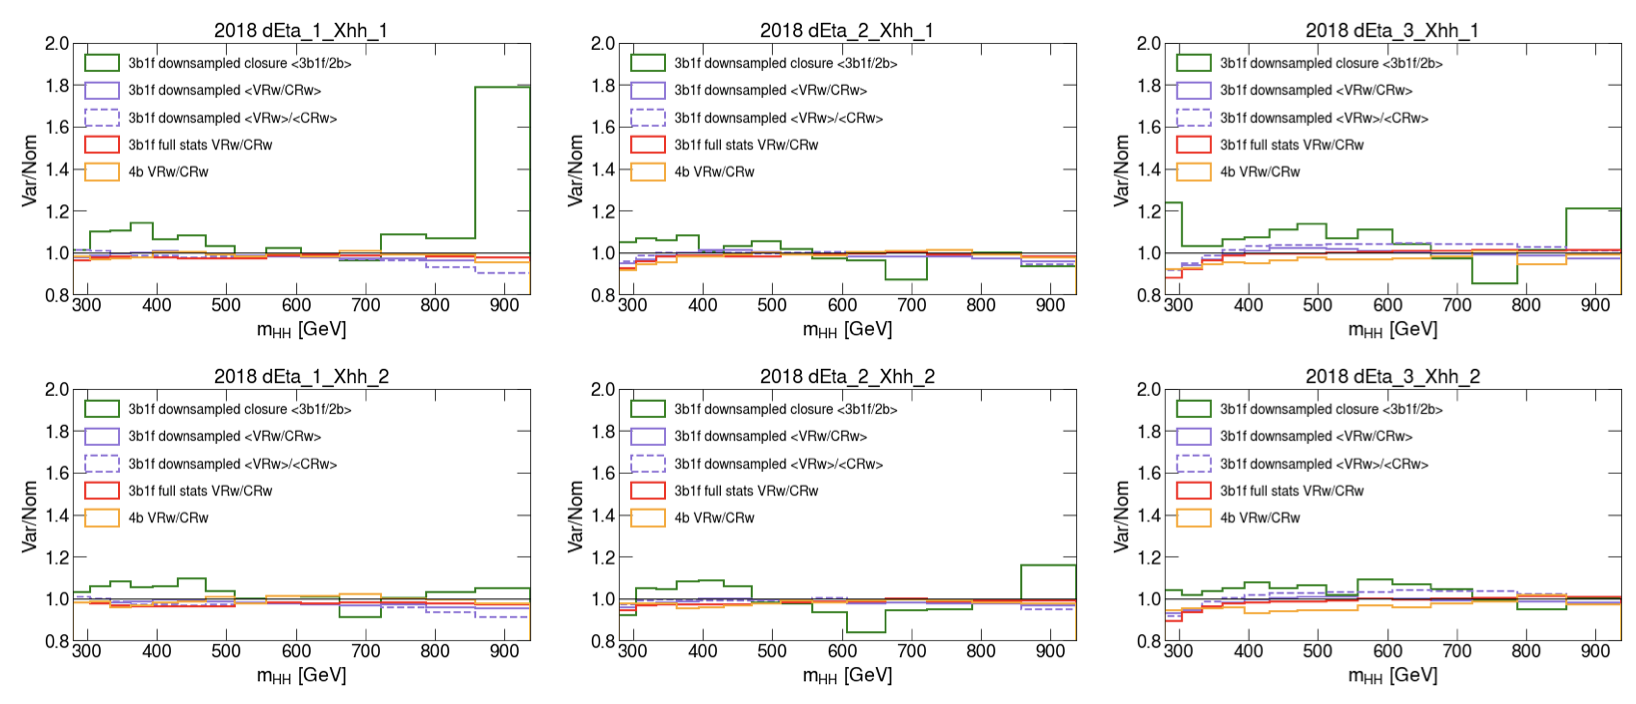 2018 dEta_1_Xhh_1
2.0
1.8
1.6
1.4
1.2
1.0
0.8
Var/Nom
3b1f downsampled closure <3b1f/2b>
3b1f downsampled <VRw/CRw>
3b1f downsampled <VRw>/<CRw>
3b1f full stats VRw/CRw
4b VRw/CRw
300 400 500 600 700 800 900
mHH [GeV]
2018 dEta_2_Xhh_1
2.0
1.8
1.6
1.4
1.2
1.0
0.8
Var/Nom
3b1f downsampled closure <3b1f/2b>
3b1f downsampled <VRw/CRw>
3b1f downsampled <VRw>/<CRw>
3b1f full stats VRw/CRw
4b VRw/CRw
300 400 500 600 700 800 900
mHH [GeV]
2018 dEta_3_Xhh_1
2.0
1.8
1.6
1.4
1.2
1.0
0.8
Var/Nom
3b1f downsampled closure <3b1f/2b>
3b1f downsampled <VRw/CRw>
3b1f downsampled <VRw>/<CRw>
3b1f full stats VRw/CRw
4b VRw/CRw
300 400 500 600 700 800 900
mHH [GeV]
2018 dEta_1_Xhh_2
2.0
1.8
1.6
1.4
1.2
1.0
0.8
Var/Nom
3b1f downsampled closure <3b1f/2b>
3b1f downsampled <VRw/CRw>
3b1f downsampled <VRw>/<CRw>
3b1f full stats VRw/CRw
4b VRw/CRw
300 400 500 600 700 800 900
mHH [GeV]
2018 dEta_2_Xhh_2
2.0
1.8
1.6
1.4
1.2
1.0
0.8
Var/Nom
3b1f downsampled closure <3b1f/2b>
3b1f downsampled <VRw/CRw>
3b1f downsampled <VRw>/<CRw>
3b1f full stats VRw/CRw
4b VRw/CRw
300 400 500 600 700 800 900
mHH [GeV]
2018 dEta_3_Xhh_2
2.0
1.8
1.6
1.4
1.2
1.0
0.8
Var/Nom
3b1f downsampled closure <3b1f/2b>
3b1f downsampled <VRw/CRw>
3b1f downsampled <VRw>/<CRw>
3b1f full stats VRw/CRw
4b VRw/CRw
300 400 500 600 700 800 900
mHH [GeV]